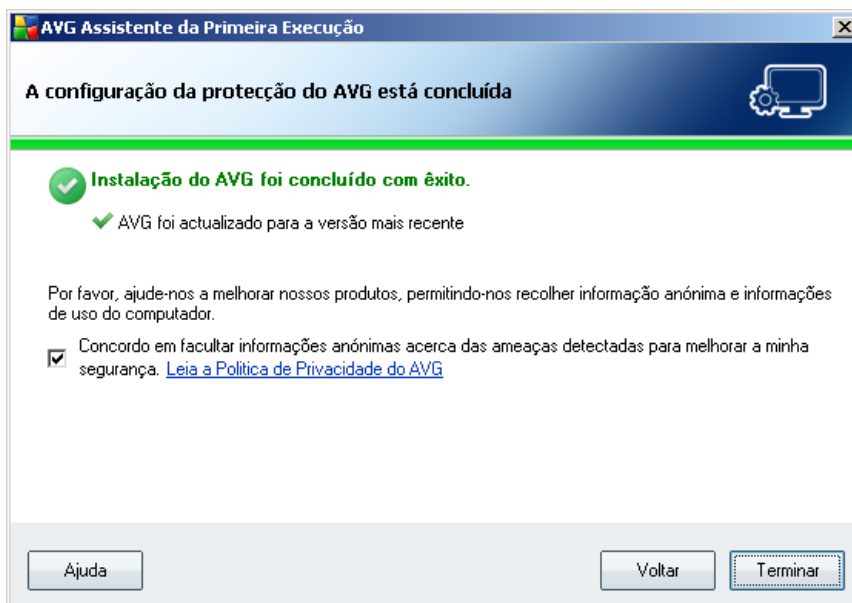 AVG Assistente da Primeira Execução
A configuração da protecção do AVG está concluída
Instalação do AVG foi concluído com êxito.
AVG foi actualizado para a versão mais recente
Por favor, ajude-nos a melhorar nossos produtos, permitindo-nos recolher informação anónima e informações
de uso do computador.
Concordo em facultar informações anónimas acerca das ameaças detectadas para melhorar a minha
segurança. Leia a Politica de Privacidade do AVG
Ajuda
Voltar
Terminar